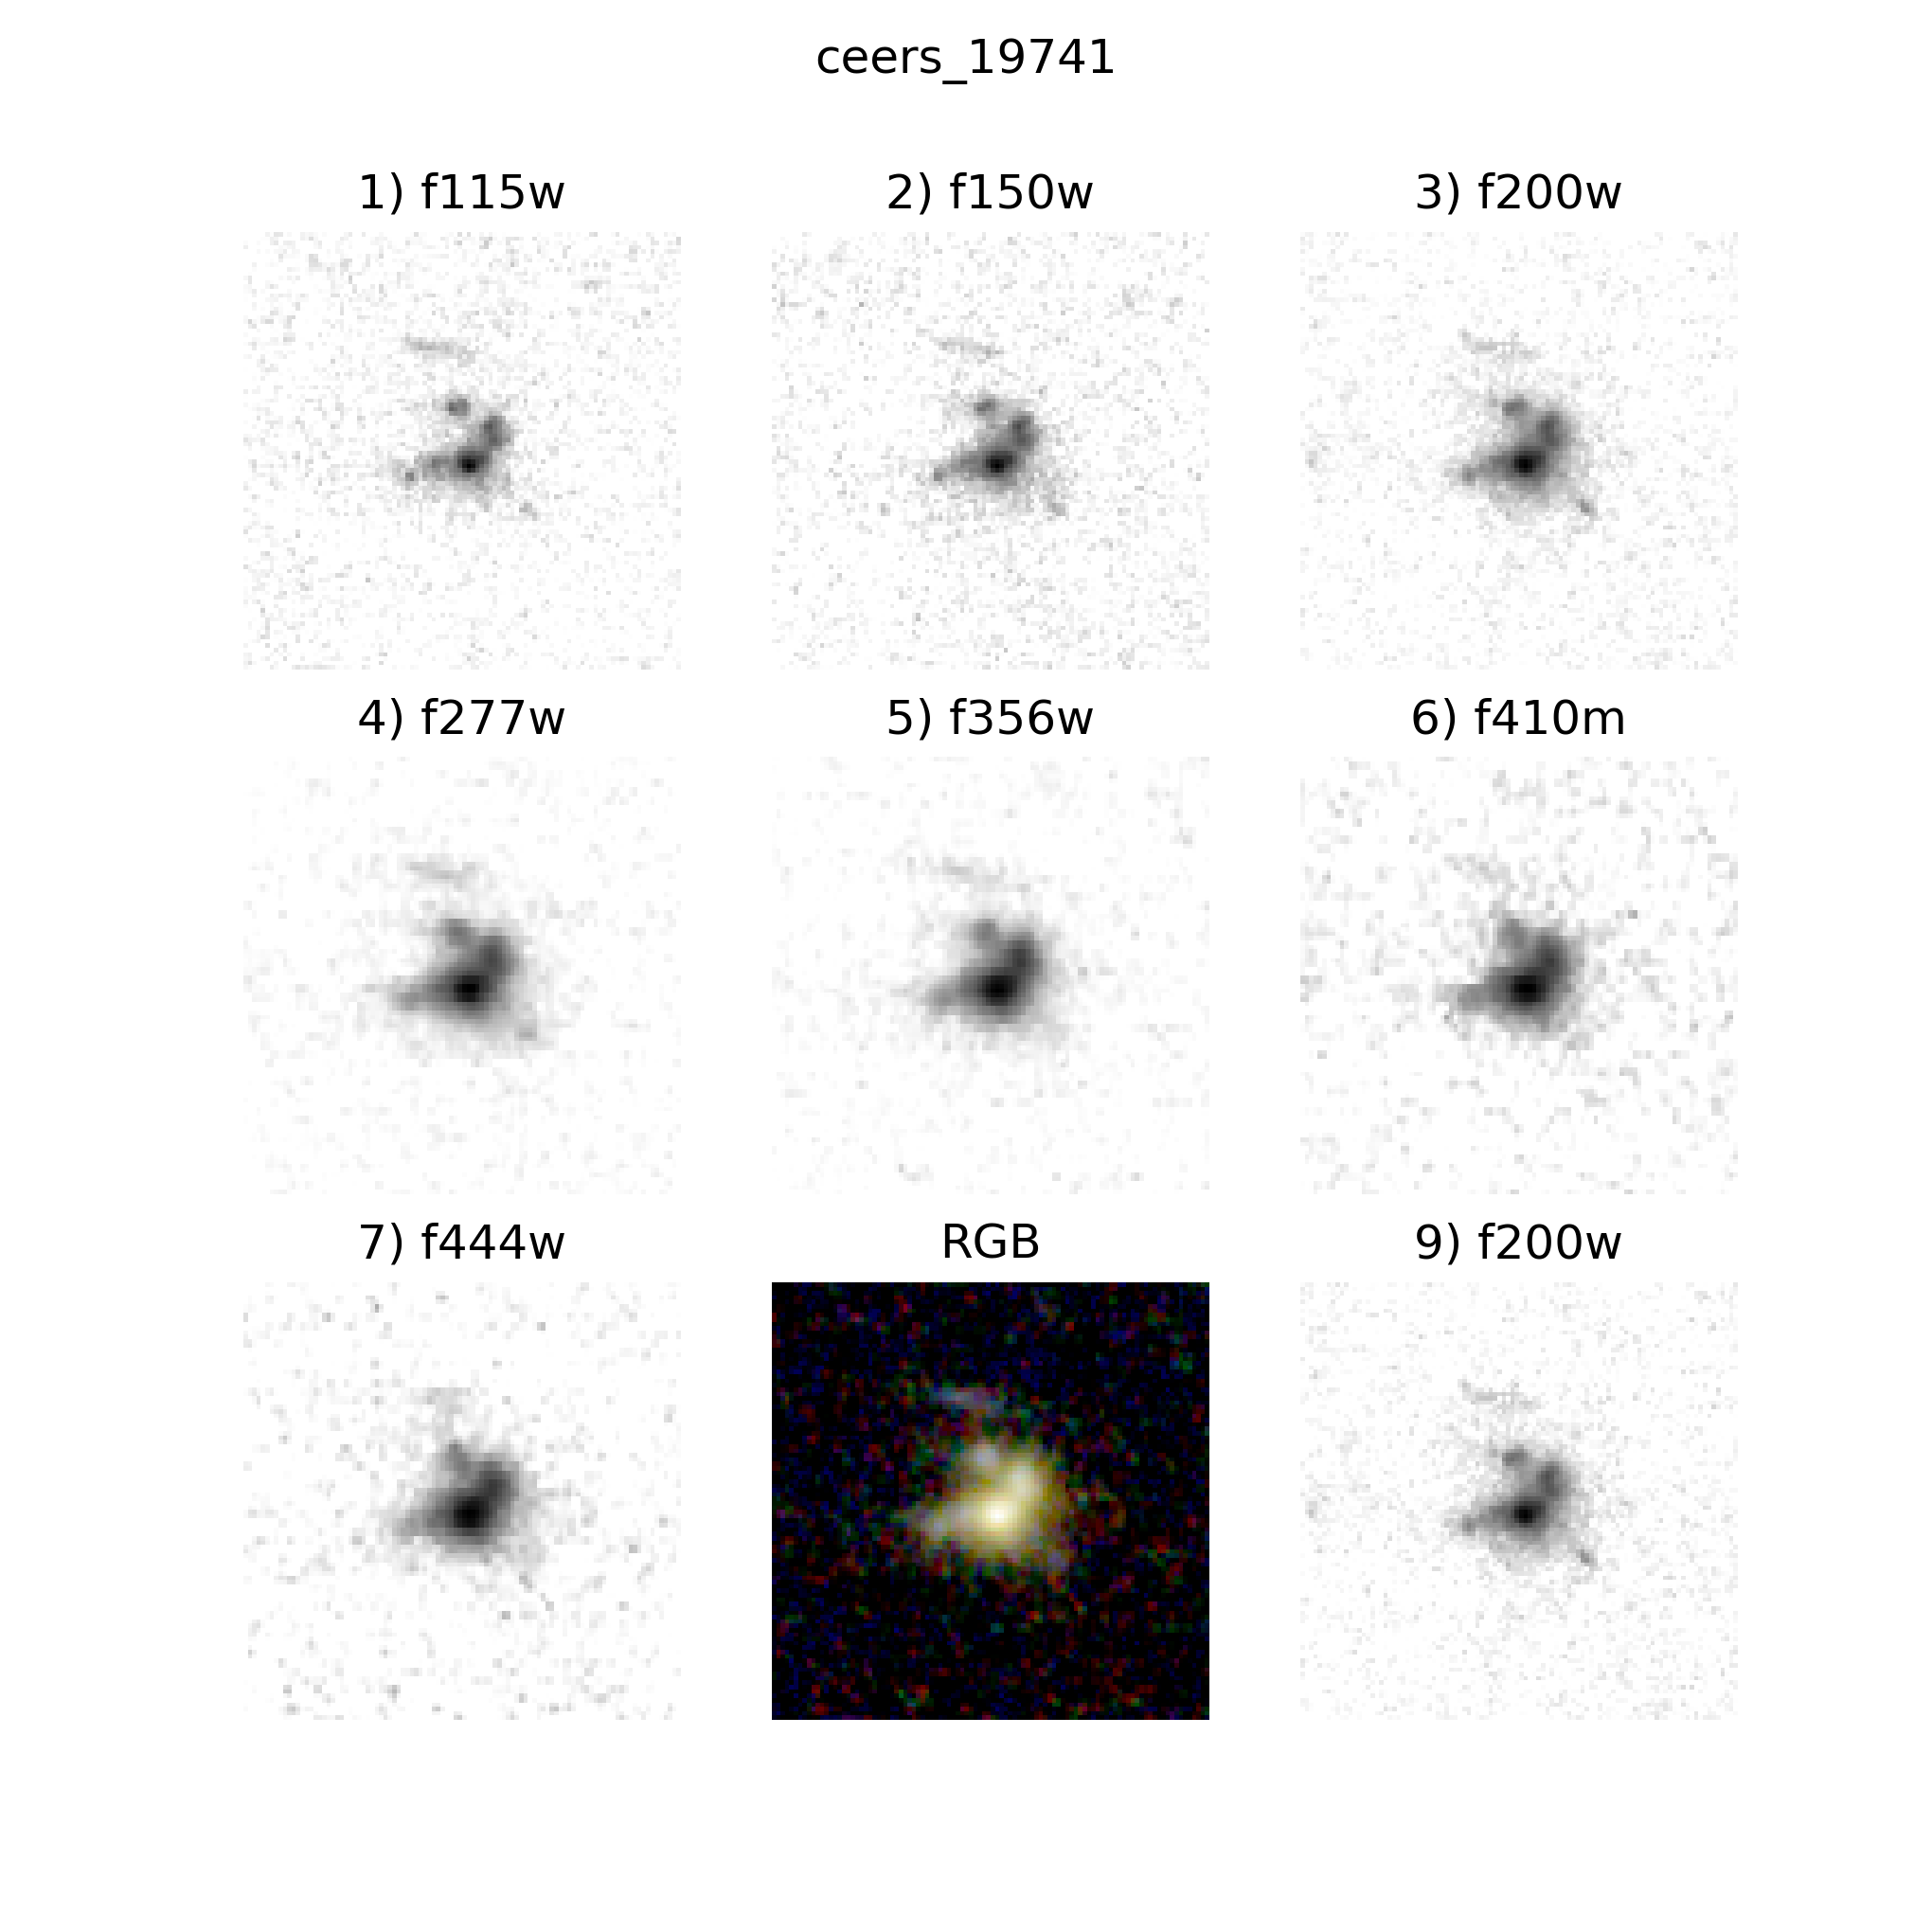 ceers_19741
1) f115w
2) f150w
3) f200w
4) f277w
5) f356w
6) f410m
7) f444w
RGB
9) f200w